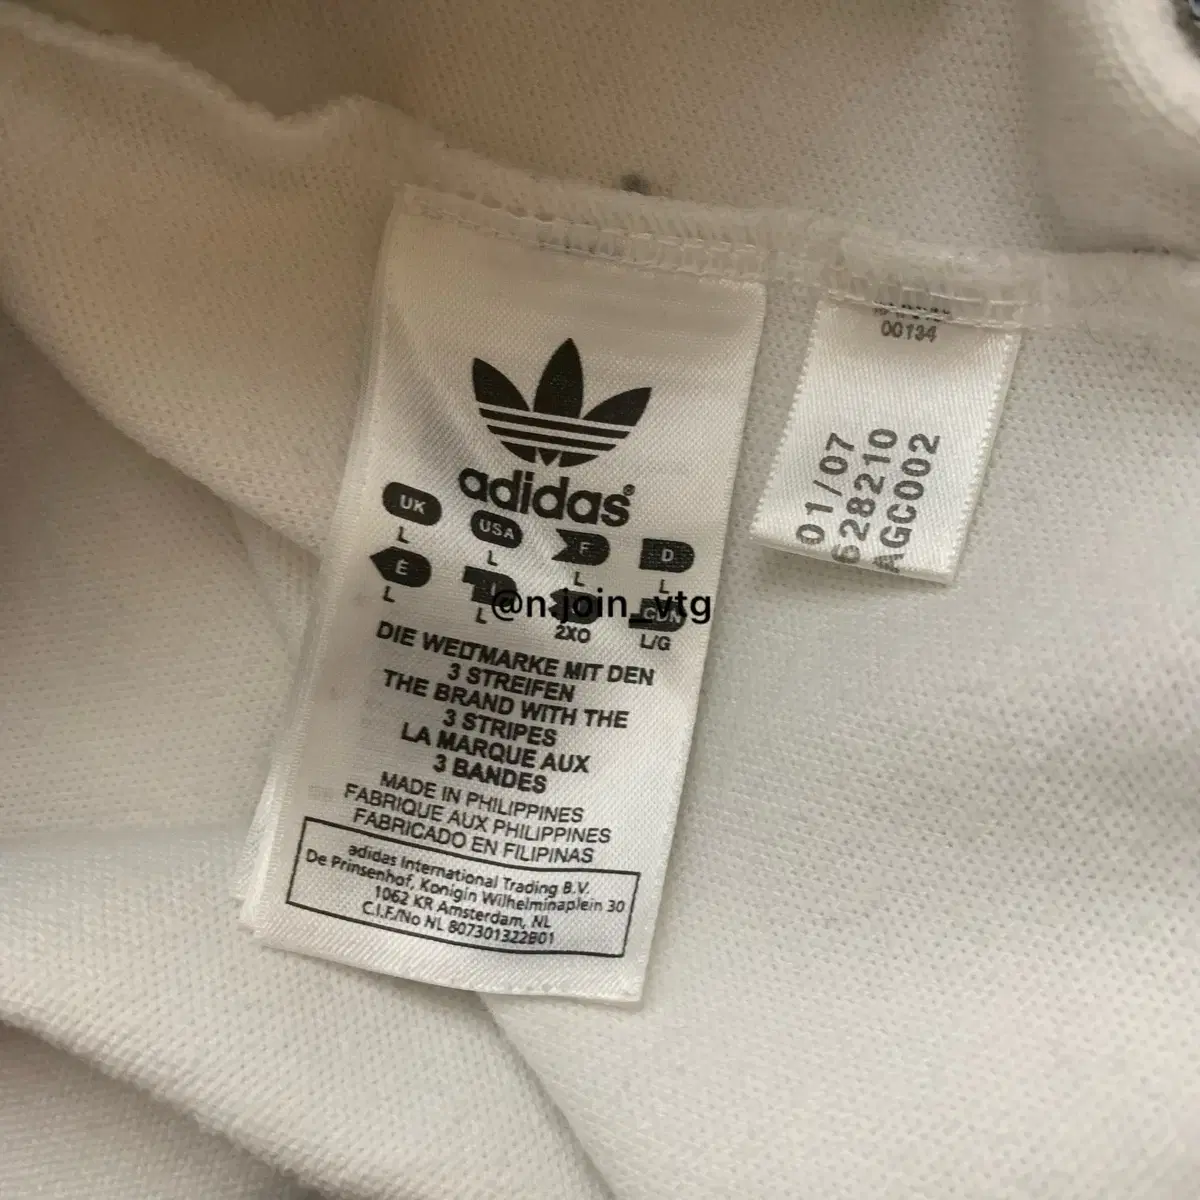 adidas®
UK
L
USA
L
F
L
D
L
E
L
I
L
2XO
CDN
L/G
@n.join_vtg
DIE WELTMARKE MIT DEN
3 STREIFEN
THE BRAND WITH THE
3 STRIPES
LA MARQUE AUX
3 BANDES
MADE IN PHILIPPINES
FABRIQUE AUX PHILIPPINES
FABRICADO EN FILIPINAS
adidas International Trading B.V.
De Prinsenhof, Konigin Wilhelminaplein 30
1062 KR Amsterdam, NL
C.I.F./No NL 807301322B01
00134
01/07
628210
AGC002